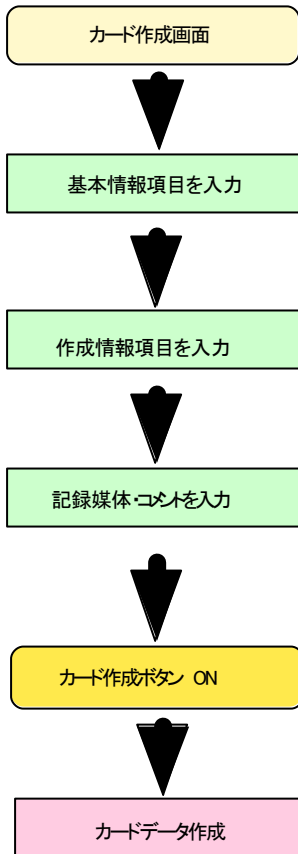 カード作成画面
基本情報項目を入力
作成情報項目を入力
記録媒体・コメントを入力
カード作成ボタン ON
カードデータ作成